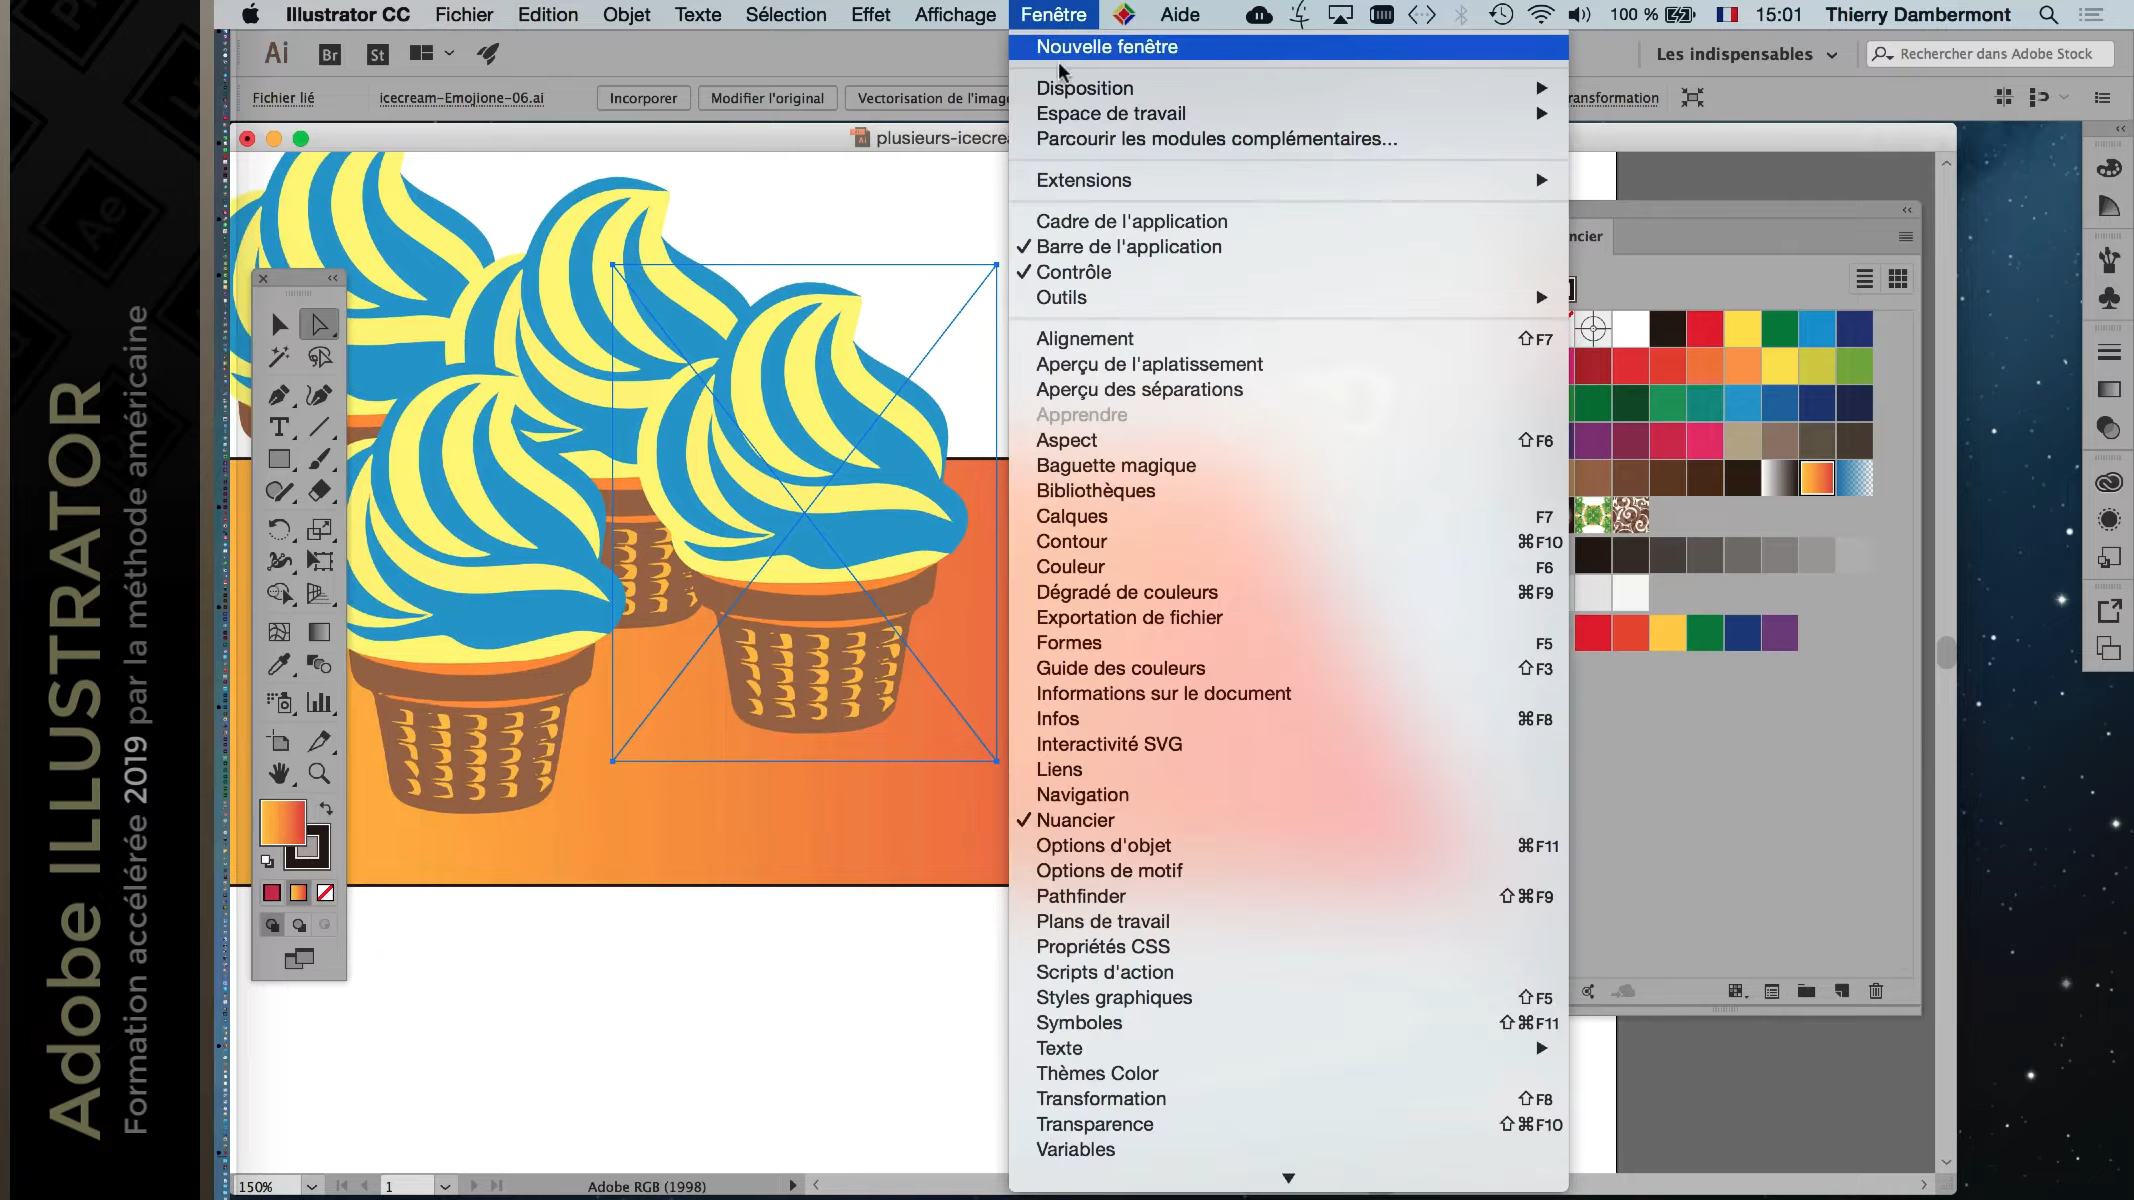 Illustrator CC Fichier Edition Objet Texte Sélection Effet Affichage Fenêtre Aide 100 % 15:01 Thierry Dambermont
Ai Br St Les indispensables Rechercher dans Adobe Stock
Fichier lié icecream-Emojione-06.ai Incorporer Modifier l'original Vectorisation de l'imag ransformation
plusieurs-icecrea
Nouvelle fenêtre
Disposition
Espace de travail
Parcourir les modules complémentaires...
Extensions
Cadre de l'application
Barre de l'application
Contrôle
Outils
Alignement ⇧F7
Aperçu de l'aplatissement
Aperçu des séparations
Apprendre
Aspect ⇧F6
Baguette magique
Bibliothèques
Calques F7
Contour ⌘F10
Couleur F6
Dégradé de couleurs ⌘F9
Exportation de fichier
Formes F5
Guide des couleurs ⇧F3
Informations sur le document
Infos ⌘F8
Interactivité SVG
Liens
Navigation
Nuancier
Options d'objet ⌘F11
Options de motif
Pathfinder ⇧⌘F9
Plans de travail
Propriétés CSS
Scripts d'action
Styles graphiques ⇧F5
Symboles ⇧⌘F11
Texte
Thèmes Color
Transformation ⇧F8
Transparence ⇧⌘F10
Variables
ncier
150% 1 Adobe RGB (1998)
Adobe ILLUSTRATOR
Formation accélérée 2019 par la méthode américaine
Ae